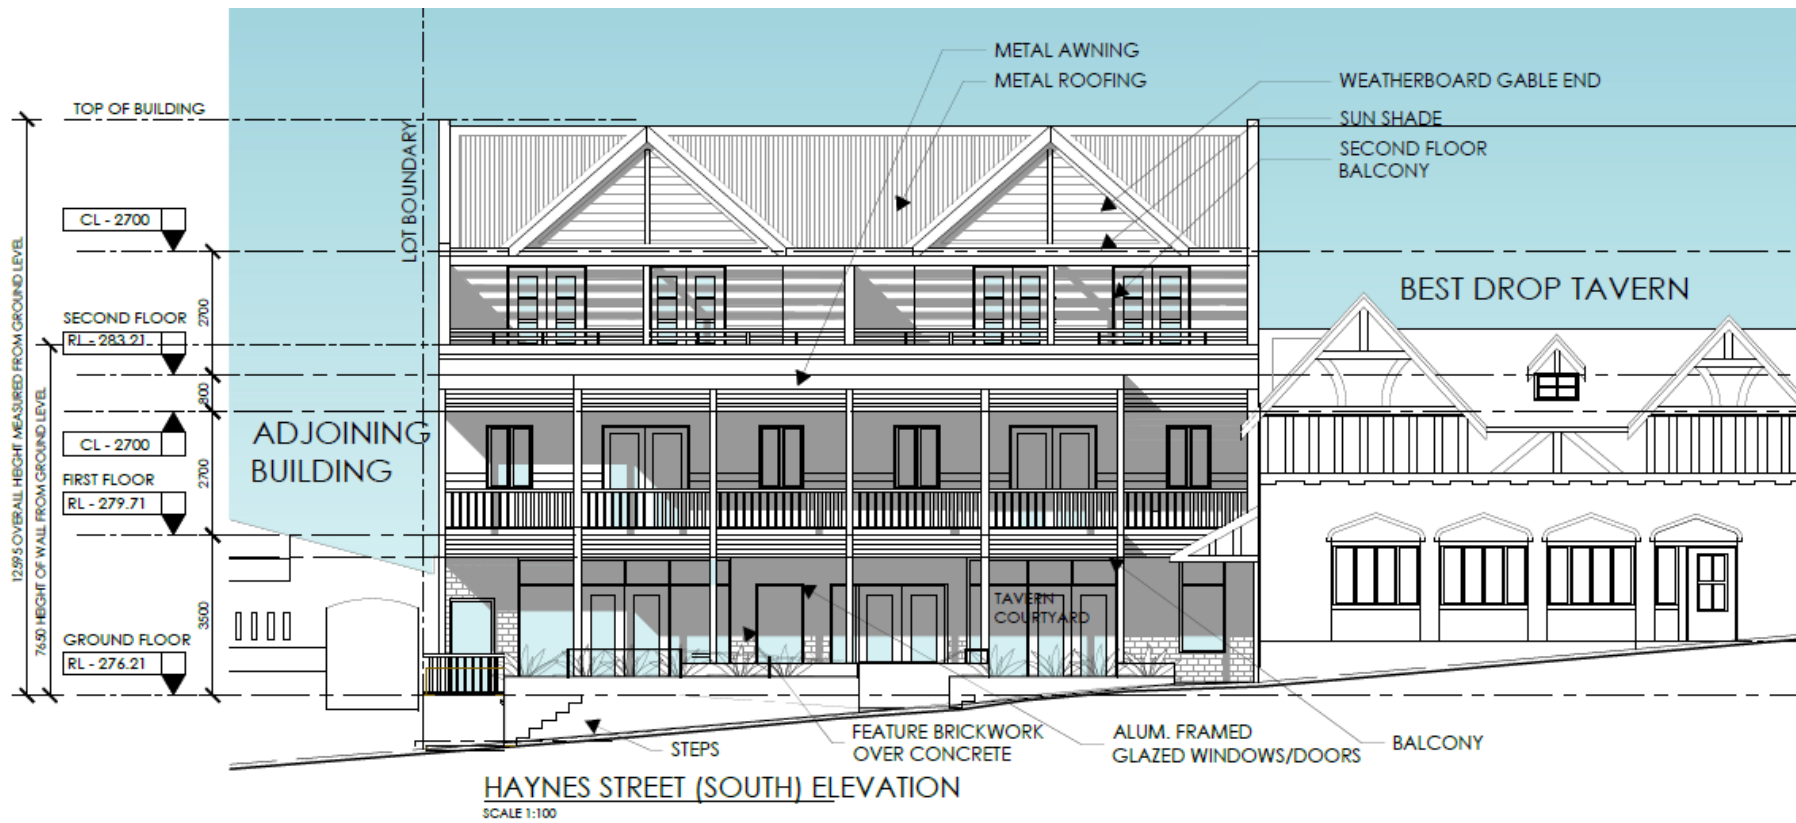 METAL AWNING
METAL ROOFING
WEATHERBOARD GABLE END
SUN SHADE
SECOND FLOOR
BALCONY
TOP OF BUILDING
LOT BOUNDARY
CL - 2700
2700
SECOND FLOOR
RL - 283.21
800
CL - 2700
2700
FIRST FLOOR
RL - 279.71
3500
GROUND FLOOR
RL - 276.21
12595 OVERALL HEIGHT MEASURED FROM GROUND LEVEL
7650 HEIGHT OF WALL FROM GROUND LEVEL
ADJOINING
BUILDING
BEST DROP TAVERN
TAVERN
COURTYARD
STEPS
FEATURE BRICKWORK
OVER CONCRETE
ALUM. FRAMED
GLAZED WINDOWS/DOORS
BALCONY
HAYNES STREET (SOUTH) ELEVATION
SCALE 1:100